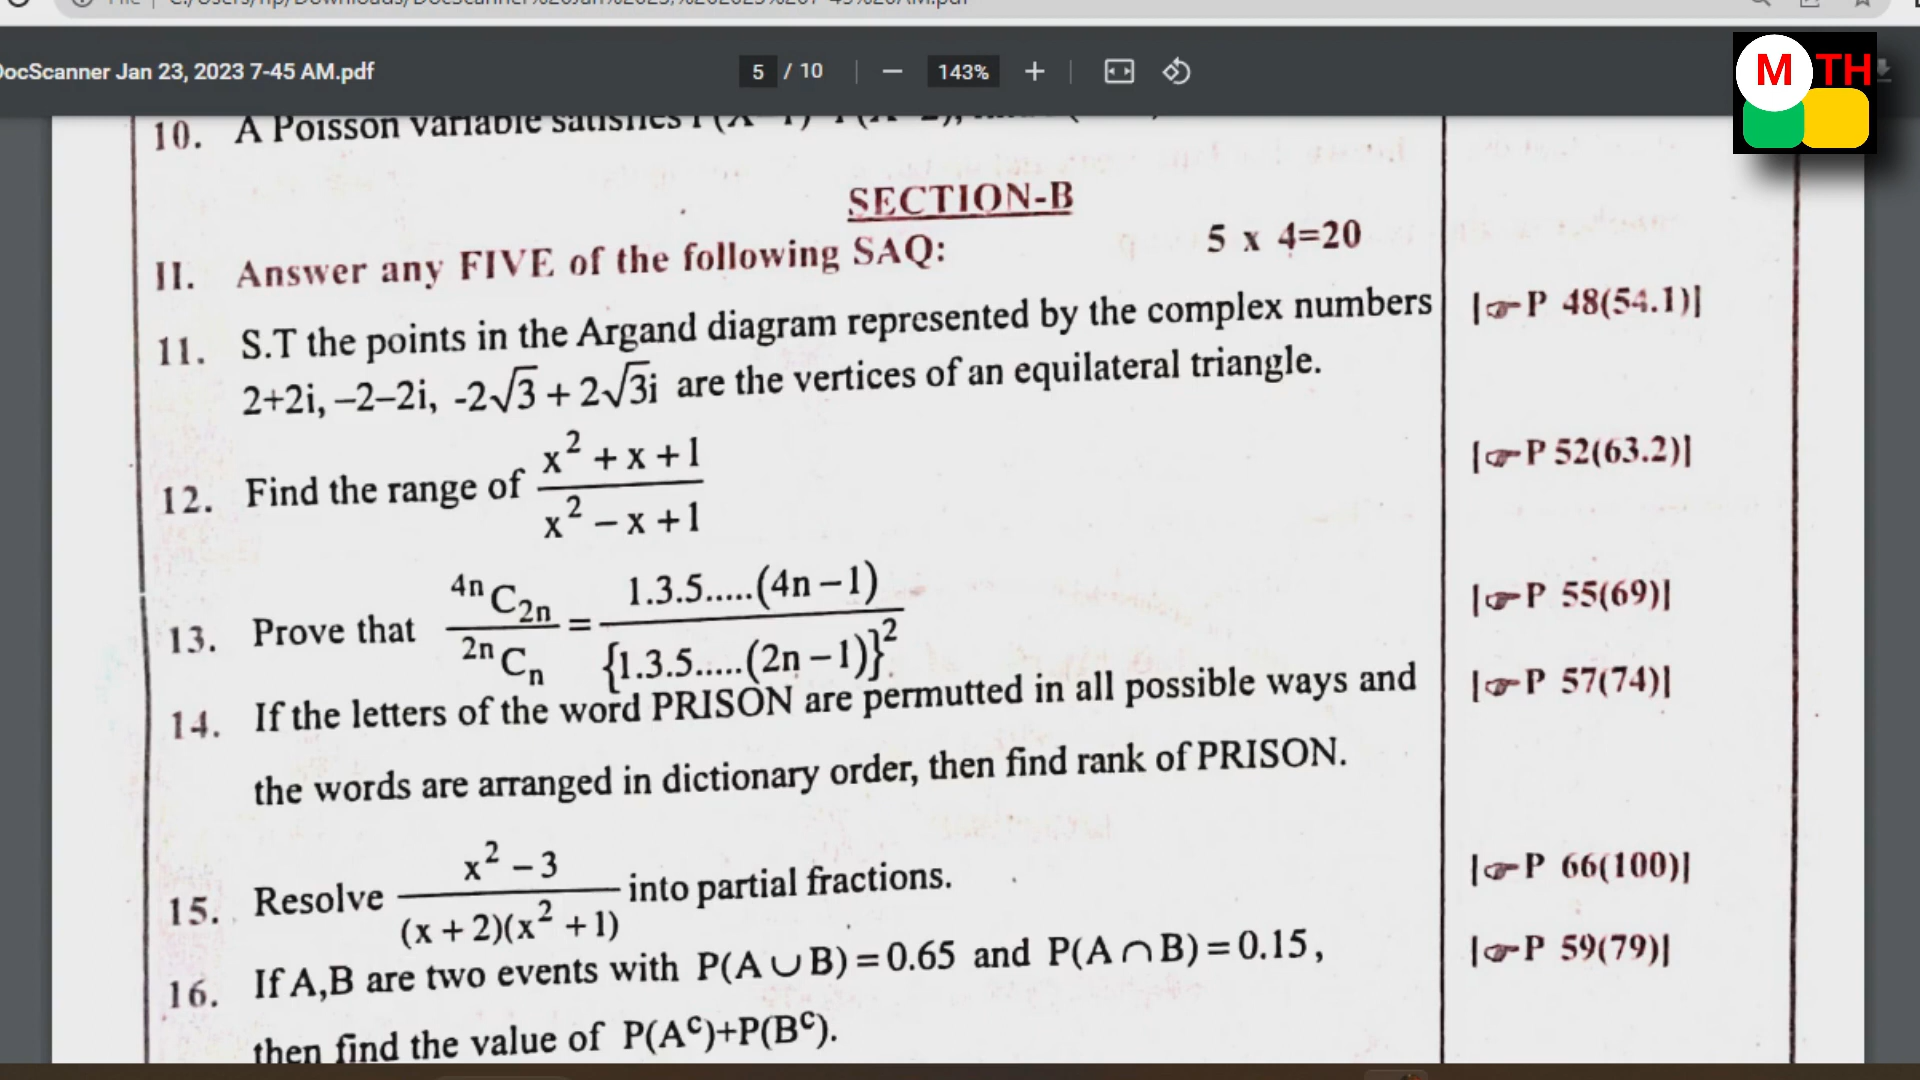 DocScanner Jan 23, 2023 7-45 AM.pdf
5 / 10
143%
M TH
10. A Poisson variable satisfies
SECTION-B
II. Answer any FIVE of the following SAQ: 5 x 4=20
11. S.T the points in the Argand diagram represented by the complex numbers |☞P 48(54.1)|
2+2i, –2–2i, -2√3 + 2√3i are the vertices of an equilateral triangle.
12. Find the range of (x² + x + 1)/(x² – x + 1) |☞P 52(63.2)|
13. Prove that ⁴ⁿC₂ₙ/²ⁿCₙ = 1.3.5.....(4n – 1)/{1.3.5.....(2n – 1)}² |☞P 55(69)|
14. If the letters of the word PRISON are permutted in all possible ways and |☞P 57(74)|
the words are arranged in dictionary order, then find rank of PRISON.
15. Resolve (x² – 3)/((x + 2)(x² + 1)) into partial fractions. |☞P 66(100)|
16. If A,B are two events with P(A ∪ B) = 0.65 and P(A ∩ B) = 0.15, |☞P 59(79)|
then find the value of P(Aᶜ)+P(Bᶜ).